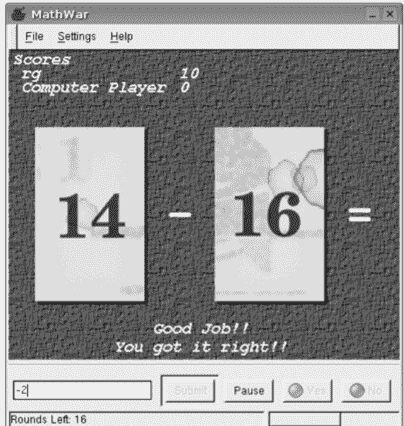 MathWar
File Settings Help
Scores
rg 10
Computer Player 0
14 - 16 =
Good Job!!
You got it right!!
-2
Submit Pause Yes No
Rounds Left: 16